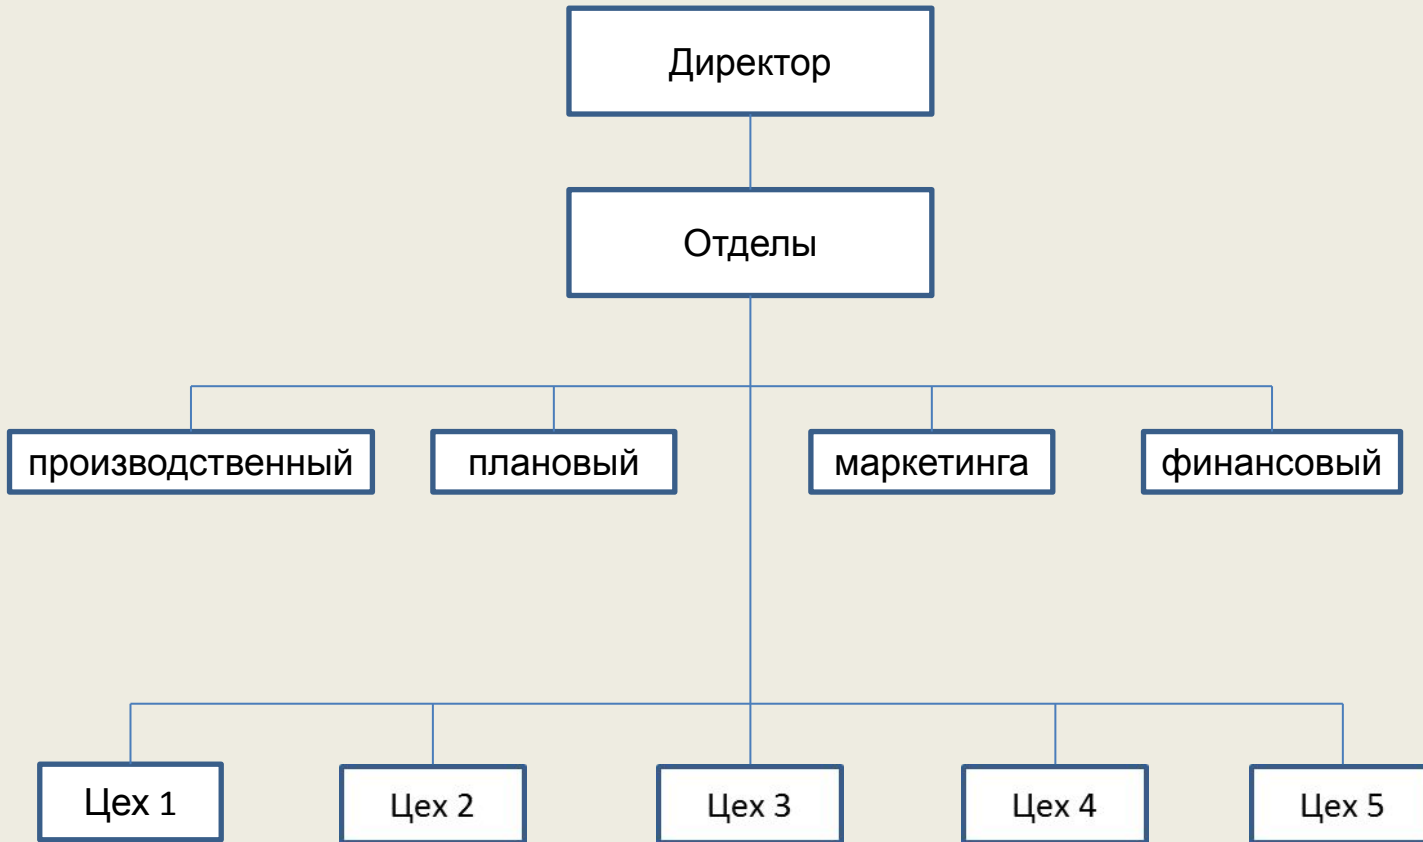 Директор
Отделы
производственный
плановый
маркетинга
финансовый
Цех 1
Цех 2
Цех 3
Цех 4
Цех 5